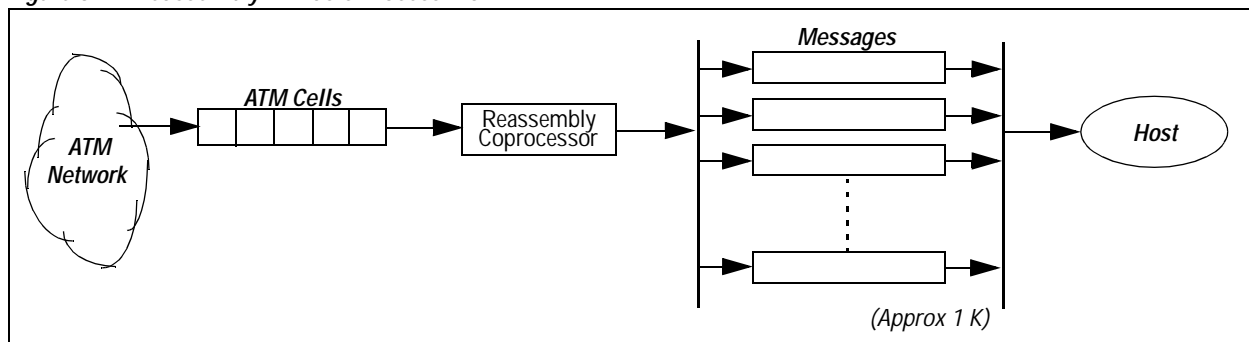 Messages
ATM Cells
Reassembly
Coprocessor
ATM
Network
Host
(Approx 1 K)